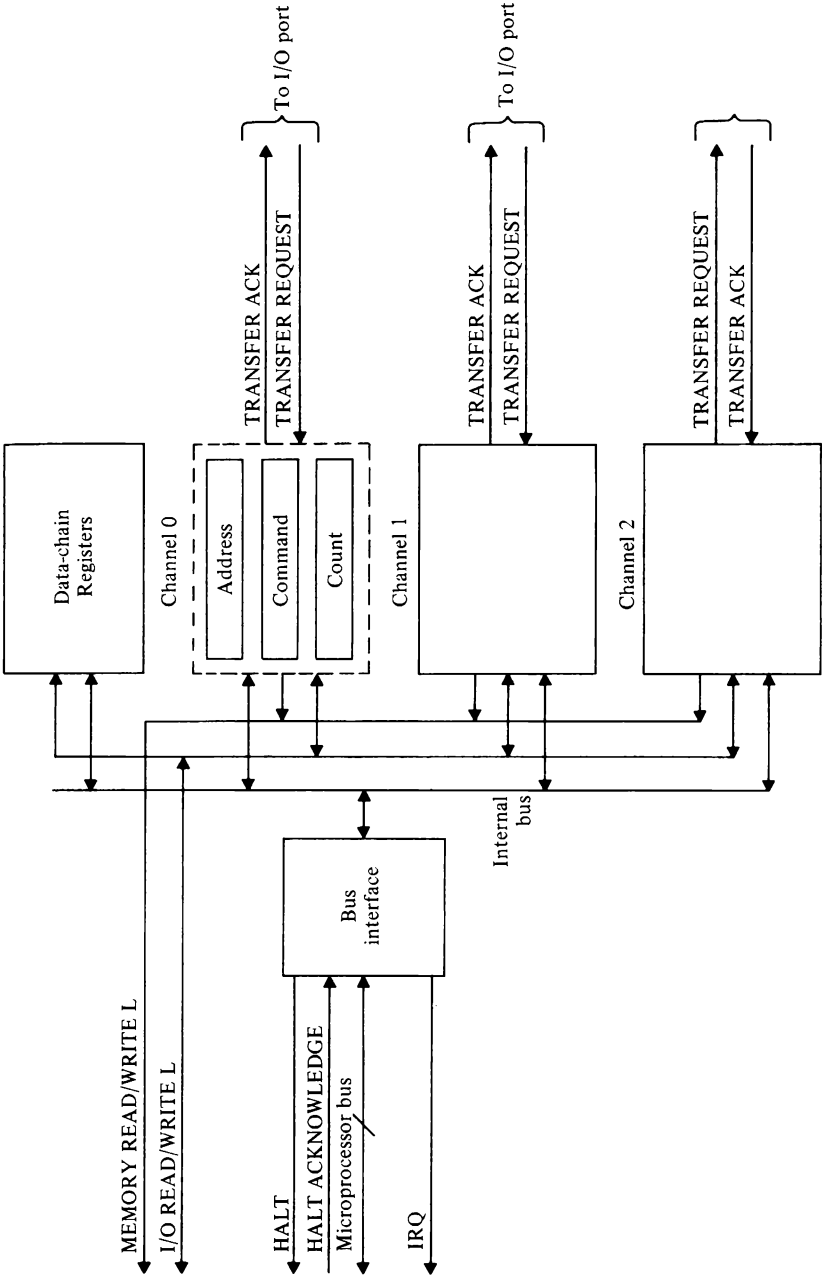 Data-chain
Registers
Channel 0
Address
Command
Count
TRANSFER ACK
TRANSFER REQUEST
To I/O port
Channel 1
TRANSFER ACK
TRANSFER REQUEST
To I/O port
Channel 2
TRANSFER REQUEST
TRANSFER ACK
Internal
bus
Bus
interface
MEMORY READ/WRITE L
I/O READ/WRITE L
HALT
HALT ACKNOWLEDGE
Microprocessor bus
IRQ